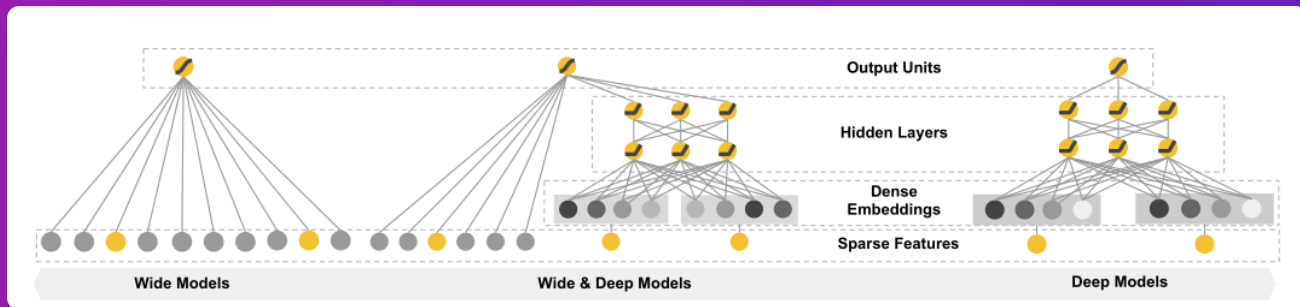 Output Units
Hidden Layers
Dense
Embeddings
Sparse Features
Wide Models
Wide & Deep Models
Deep Models